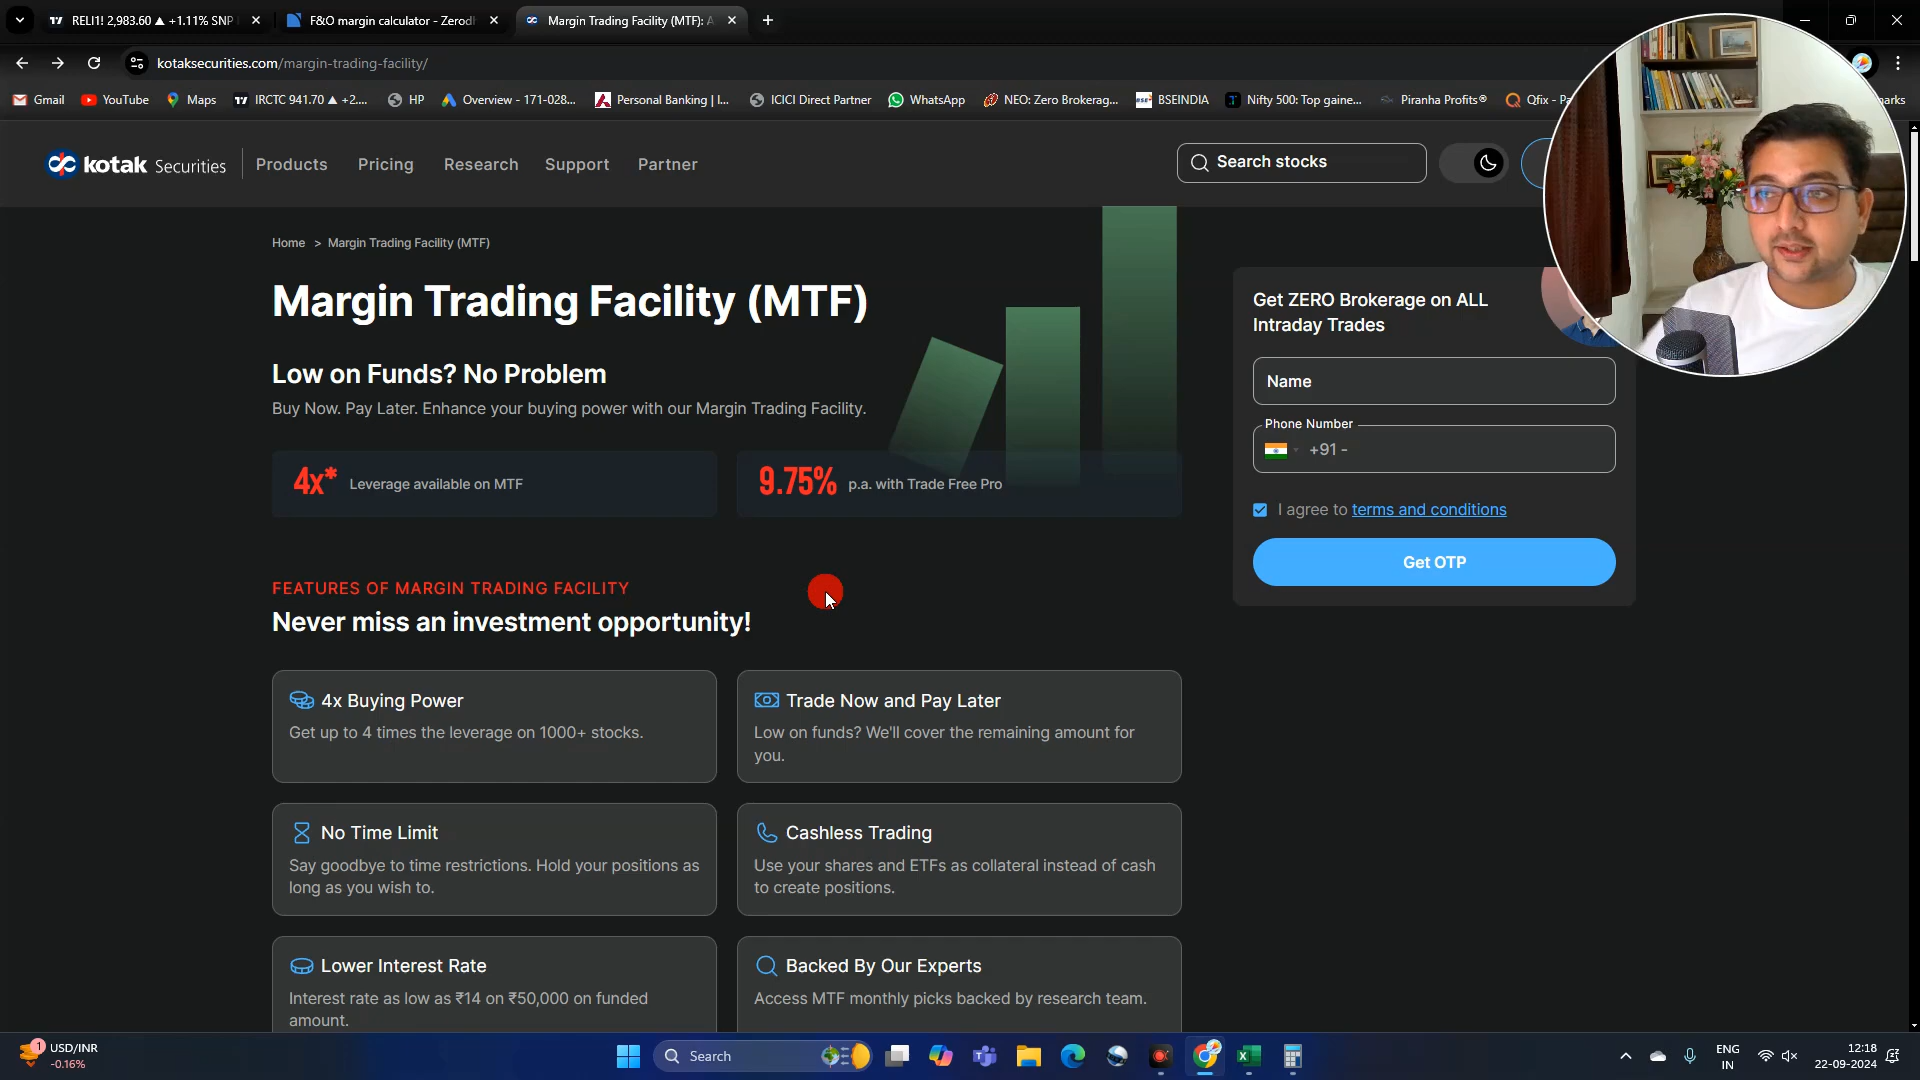 RELI1! 2,983.60 ▲ +1.11% SNP
F&O margin calculator - Zerodh
Margin Trading Facility (MTF): A
kotaksecurities.com/margin-trading-facility/
Gmail
YouTube
Maps
IRCTC 941.70 ▲ +2....
HP
Overview - 171-028...
Personal Banking | I...
ICICI Direct Partner
WhatsApp
NEO: Zero Brokerag...
BSEINDIA
Nifty 500: Top gaine...
Piranha Profits®
Qfix - Pa
arks
kotak Securities
Products
Pricing
Research
Support
Partner
Search stocks
Home > Margin Trading Facility (MTF)
Margin Trading Facility (MTF)
Low on Funds? No Problem
Buy Now. Pay Later. Enhance your buying power with our Margin Trading Facility.
4x* Leverage available on MTF
9.75% p.a. with Trade Free Pro
Get ZERO Brokerage on ALL
Intraday Trades
Name
Phone Number
+91 -
I agree to terms and conditions
Get OTP
FEATURES OF MARGIN TRADING FACILITY
Never miss an investment opportunity!
4x Buying Power
Get up to 4 times the leverage on 1000+ stocks.
Trade Now and Pay Later
Low on funds? We'll cover the remaining amount for
you.
No Time Limit
Say goodbye to time restrictions. Hold your positions as
long as you wish to.
Cashless Trading
Use your shares and ETFs as collateral instead of cash
to create positions.
Lower Interest Rate
Interest rate as low as ₹14 on ₹50,000 on funded
amount.
Backed By Our Experts
Access MTF monthly picks backed by research team.
1
USD/INR
-0.16%
Search
ENG
IN
12:18
22-09-2024